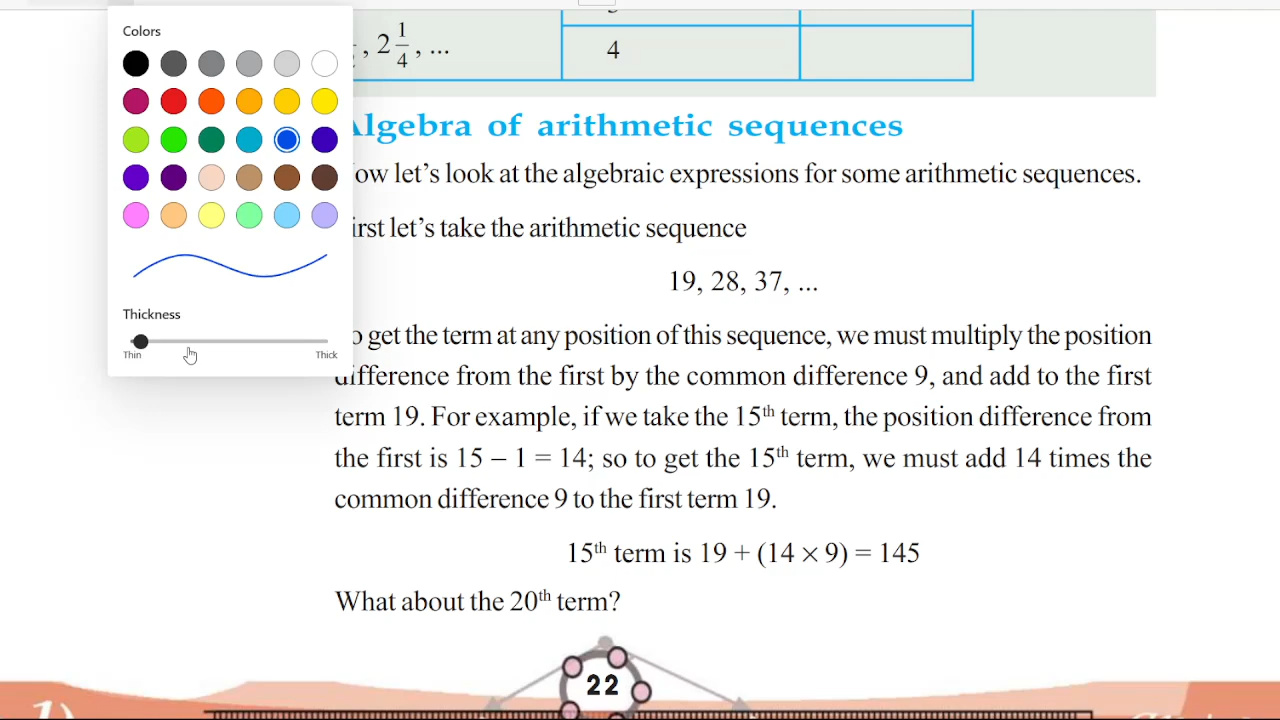 Colors
, 2 1/4 , ...
4
Algebra of arithmetic sequences
ow let’s look at the algebraic expressions for some arithmetic sequences.
irst let’s take the arithmetic sequence
19, 28, 37, ...
Thickness
o get the term at any position of this sequence, we must multiply the position
Thin Thick
difference from the first by the common difference 9, and add to the first
term 19. For example, if we take the 15th term, the position difference from
the first is 15 – 1 = 14; so to get the 15th term, we must add 14 times the
common difference 9 to the first term 19.
15th term is 19 + (14 × 9) = 145
What about the 20th term?
22